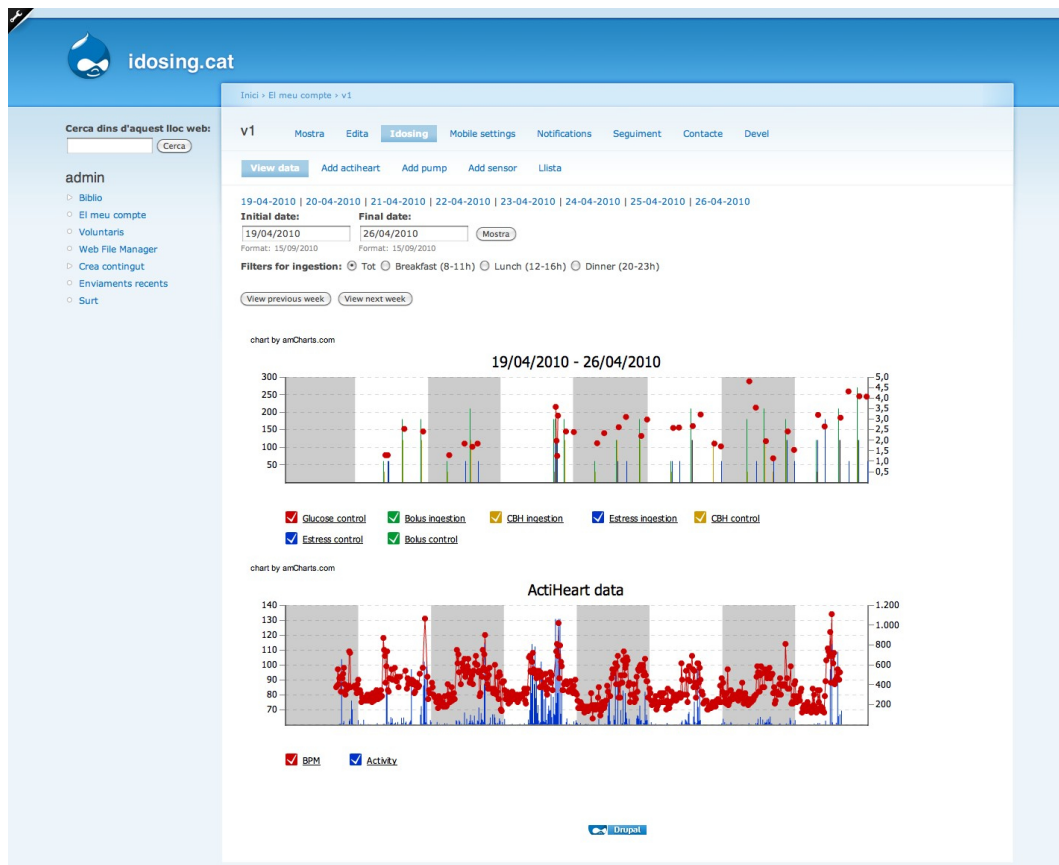 idosing.cat
Inici › El meu compte › v1
Cerca dins d'aquest lloc web:
Cerca
admin
Biblio
El meu compte
Voluntaris
Web File Manager
Crea contingut
Enviaments recents
Surt
v1 Mostra Edita Idosing Mobile settings Notifications Seguiment Contacte Devel
View data Add actiheart Add pump Add sensor Llista
19-04-2010 | 20-04-2010 | 21-04-2010 | 22-04-2010 | 23-04-2010 | 24-04-2010 | 25-04-2010 | 26-04-2010
Initial date: Final date:
19/04/2010 26/04/2010 Mostra
Format: 15/09/2010 Format: 15/09/2010
Filters for ingestion: Tot Breakfast (8-11h) Lunch (12-16h) Dinner (20-23h)
View previous week View next week
chart by amCharts.com
19/04/2010 - 26/04/2010
300 5,0
250 4,5
200 4,0
150 3,5
100 3,0
50 2,5
2,0
1,5
1,0
0,5
Glucose control Bolus ingestion CBH ingestion Estress ingestion CBH control
Estress control Bolus control
chart by amCharts.com
ActiHeart data
140 1.200
130 1.000
120 800
110 600
100 400
90 200
80
70
BPM Activity
Drupal